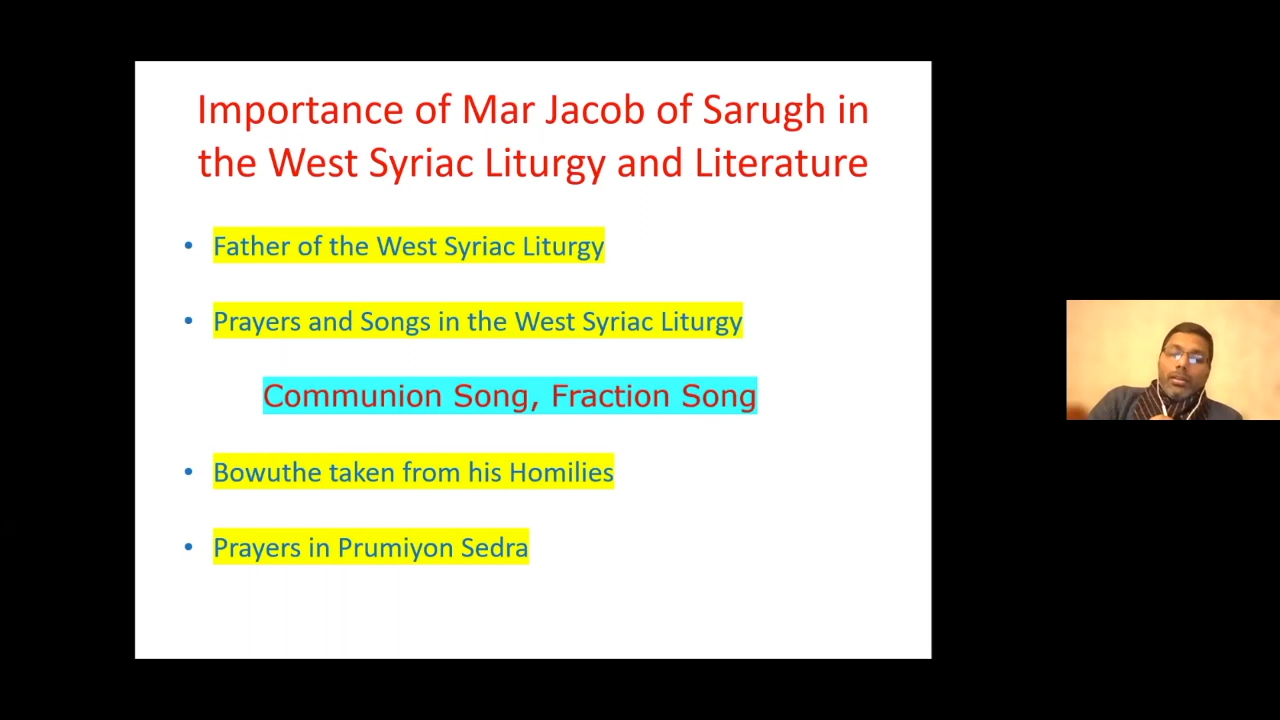 Importance of Mar Jacob of Sarugh in
the West Syriac Liturgy and Literature
• Father of the West Syriac Liturgy
• Prayers and Songs in the West Syriac Liturgy
Communion Song, Fraction Song
• Bowuthe taken from his Homilies
• Prayers in Prumiyon Sedra